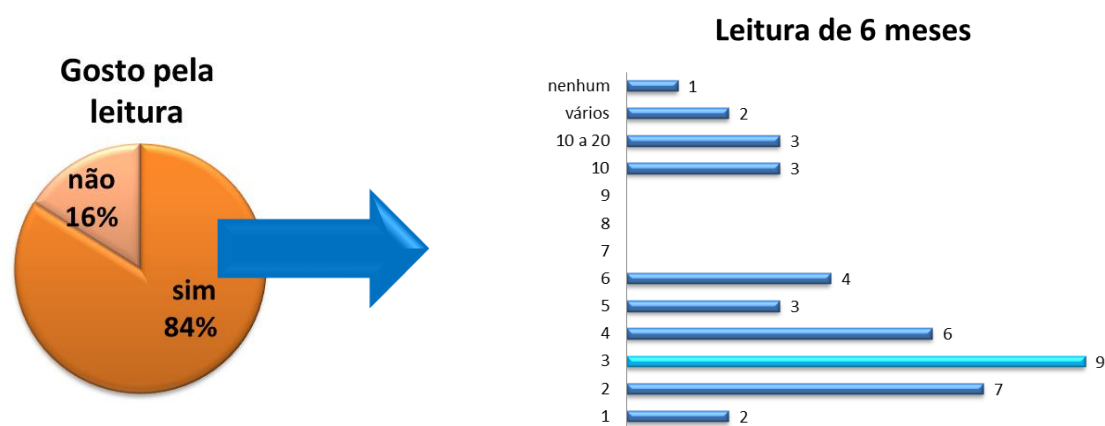 Gosto pela
leitura
não
16%
sim
84%
Leitura de 6 meses
nenhum 1
vários 2
10 a 20 3
10 3
9
8
7
6 4
5 3
4 6
3 9
2 7
1 2